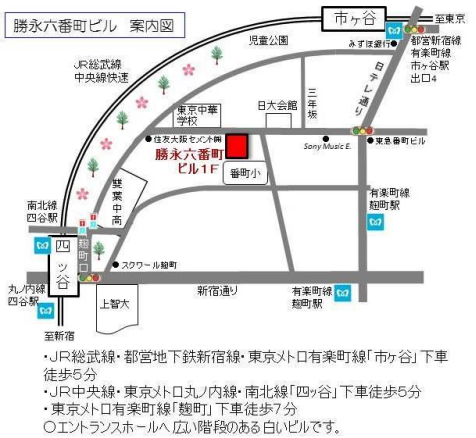 勝永六番町ビル 案内図
市ヶ谷
至東京
みずほ銀行
都営新宿線
有楽町線
市ヶ谷駅
出口4
児童公園
JR総武線
中央線快速
日テレ通り
三年坂
日大会館
東京中華
学校
住友大阪セメント㈱
Sony Music E.
東急番町ビル
勝永六番町
ビル1F
番町小
雙葉中高
有楽町線
麹町駅
南北線
四谷駅
四ッ谷
麹町口
スクワール麹町
丸ノ内線
四谷駅
上智大
新宿通り
有楽町線
麹町駅
至新宿
・JR総武線・都営地下鉄新宿線・東京メトロ有楽町線「市ヶ谷」下車
徒歩5分
・JR中央線・東京メトロ丸ノ内線・南北線「四ッ谷」下車徒歩5分
・東京メトロ有楽町線「麹町」下車徒歩7分
○エントランスホールへ広い階段のある白いビルです。